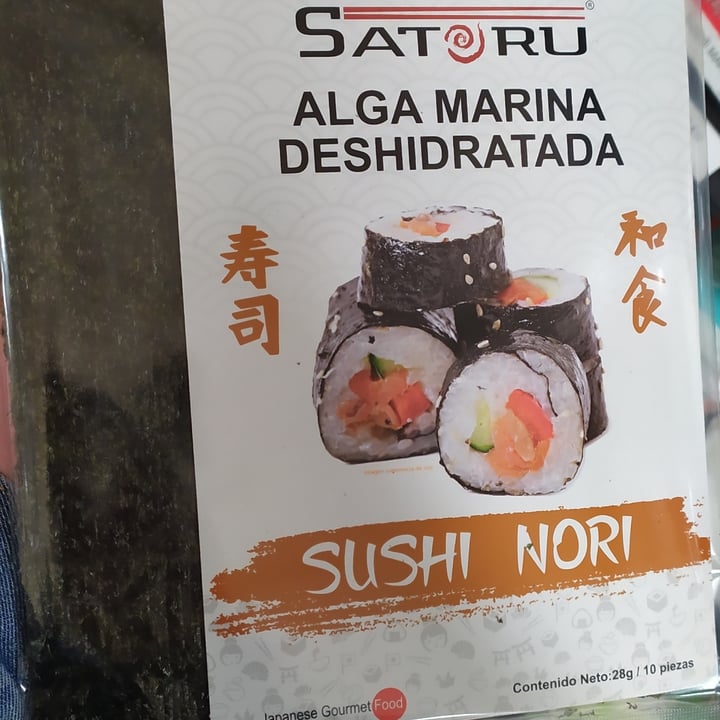 SATORU®
ALGA MARINA
DESHIDRATADA
寿司
和食
SUSHI NORI
Contenido Neto:28g / 10 piezas
Japanese Gourmet Food